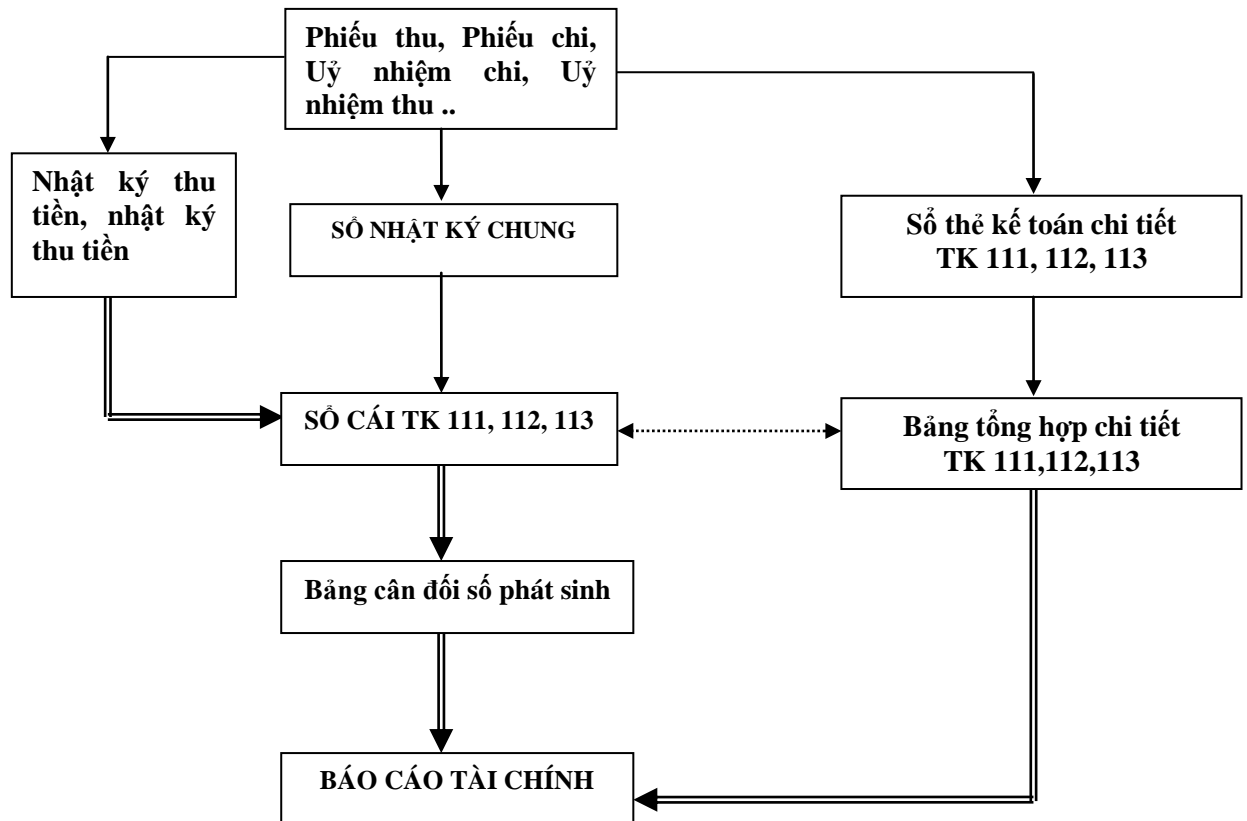 Phiếu thu, Phiếu chi,
Uỷ nhiệm chi, Uỷ
nhiệm thu ..
Nhật ký thu
tiền, nhật ký
thu tiền
SỔ NHẬT KÝ CHUNG
Sổ thẻ kế toán chi tiết
TK 111, 112, 113
SỔ CÁI TK 111, 112, 113
Bảng tổng hợp chi tiết
TK 111,112,113
Bảng cân đối số phát sinh
BÁO CÁO TÀI CHÍNH